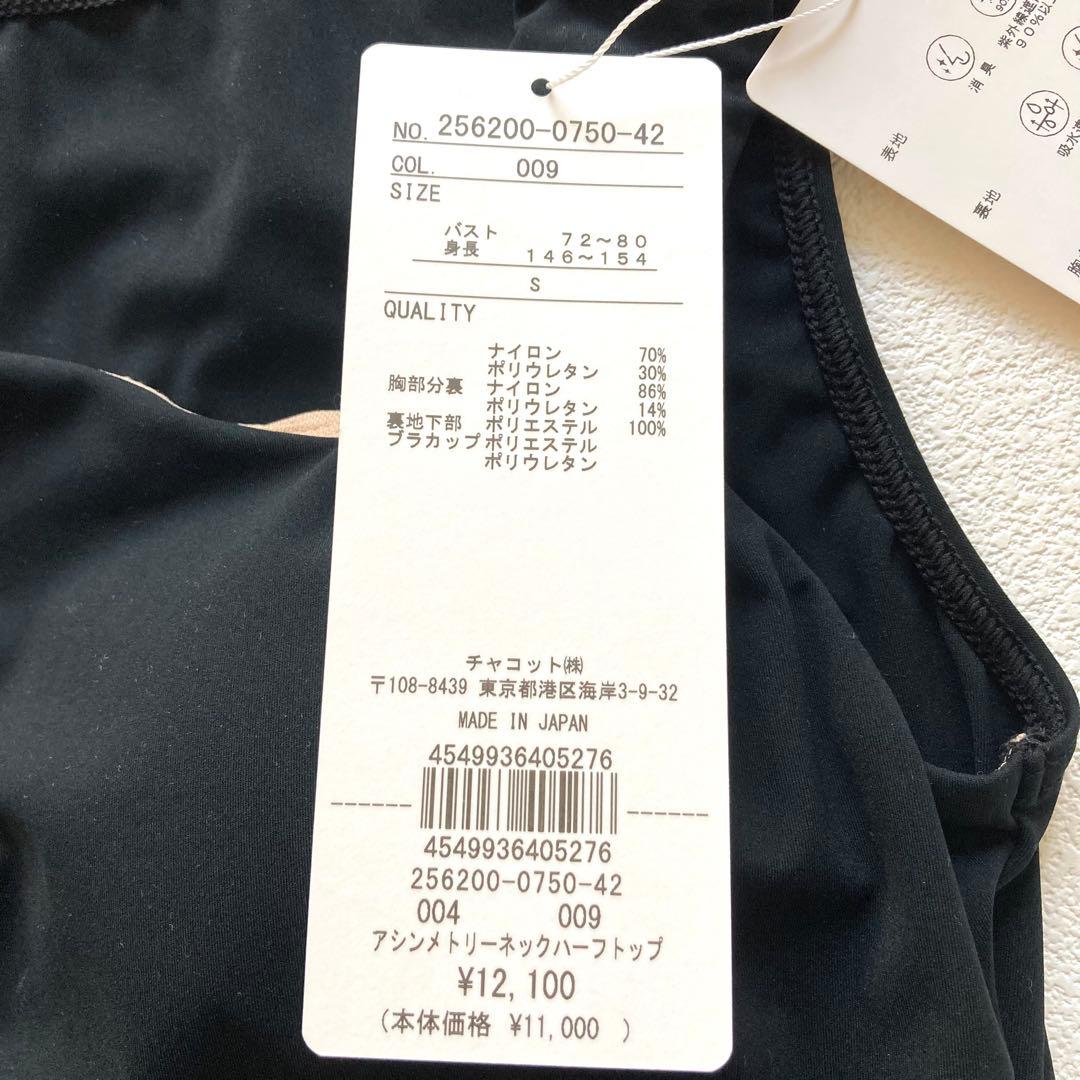 NO. 256200-0750-42
COL. 009
SIZE
バスト 72〜80
身長 146〜154
S
QUALITY
ナイロン 70%
ポリウレタン 30%
胸部分裏 ナイロン 86%
ポリウレタン 14%
裏地下部 ポリエステル 100%
ブラカップ ポリエステル
ポリウレタン
チャコット㈱
〒108-8439 東京都港区海岸3-9-32
MADE IN JAPAN
4549936405276
4549936405276
256200-0750-42
004 009
アシンメトリーネックハーフトップ
¥12,100
(本体価格 ¥11,000 )
90%以
消臭
表地
表地
吸水
胸